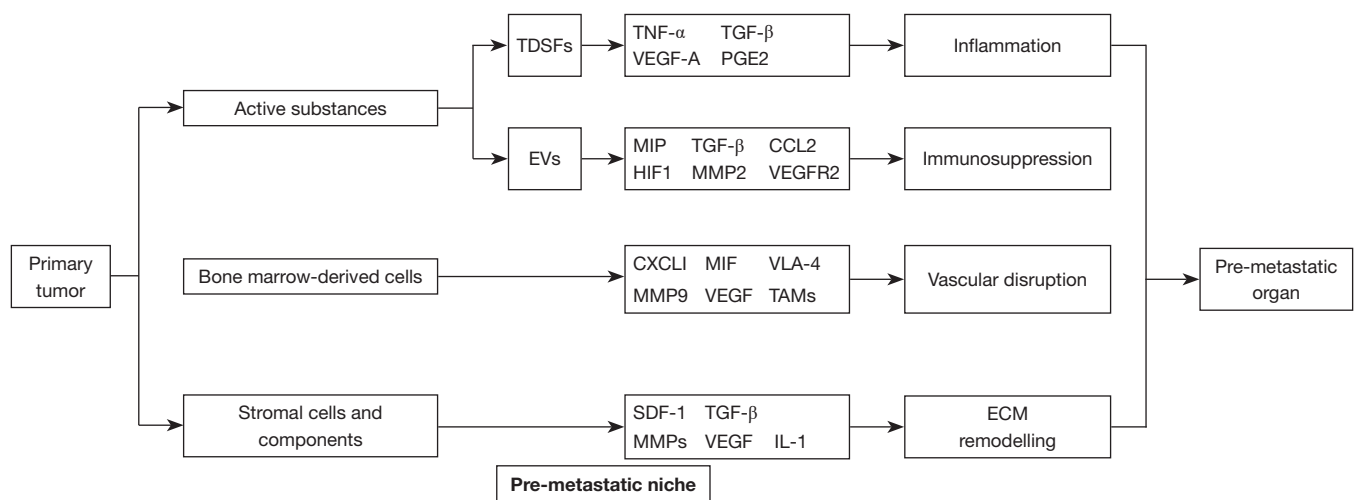 TDSFs
TNF-α TGF-β
VEGF-A PGE2
Inflammation
Active substances
EVs
MIP TGF-β CCL2
HIF1 MMP2 VEGFR2
Immunosuppression
Primary
tumor
Bone marrow-derived cells
CXCLI MIF VLA-4
MMP9 VEGF TAMs
Vascular disruption
Pre-metastatic
organ
Stromal cells and
components
SDF-1 TGF-β
MMPs VEGF IL-1
ECM
remodelling
Pre-metastatic niche